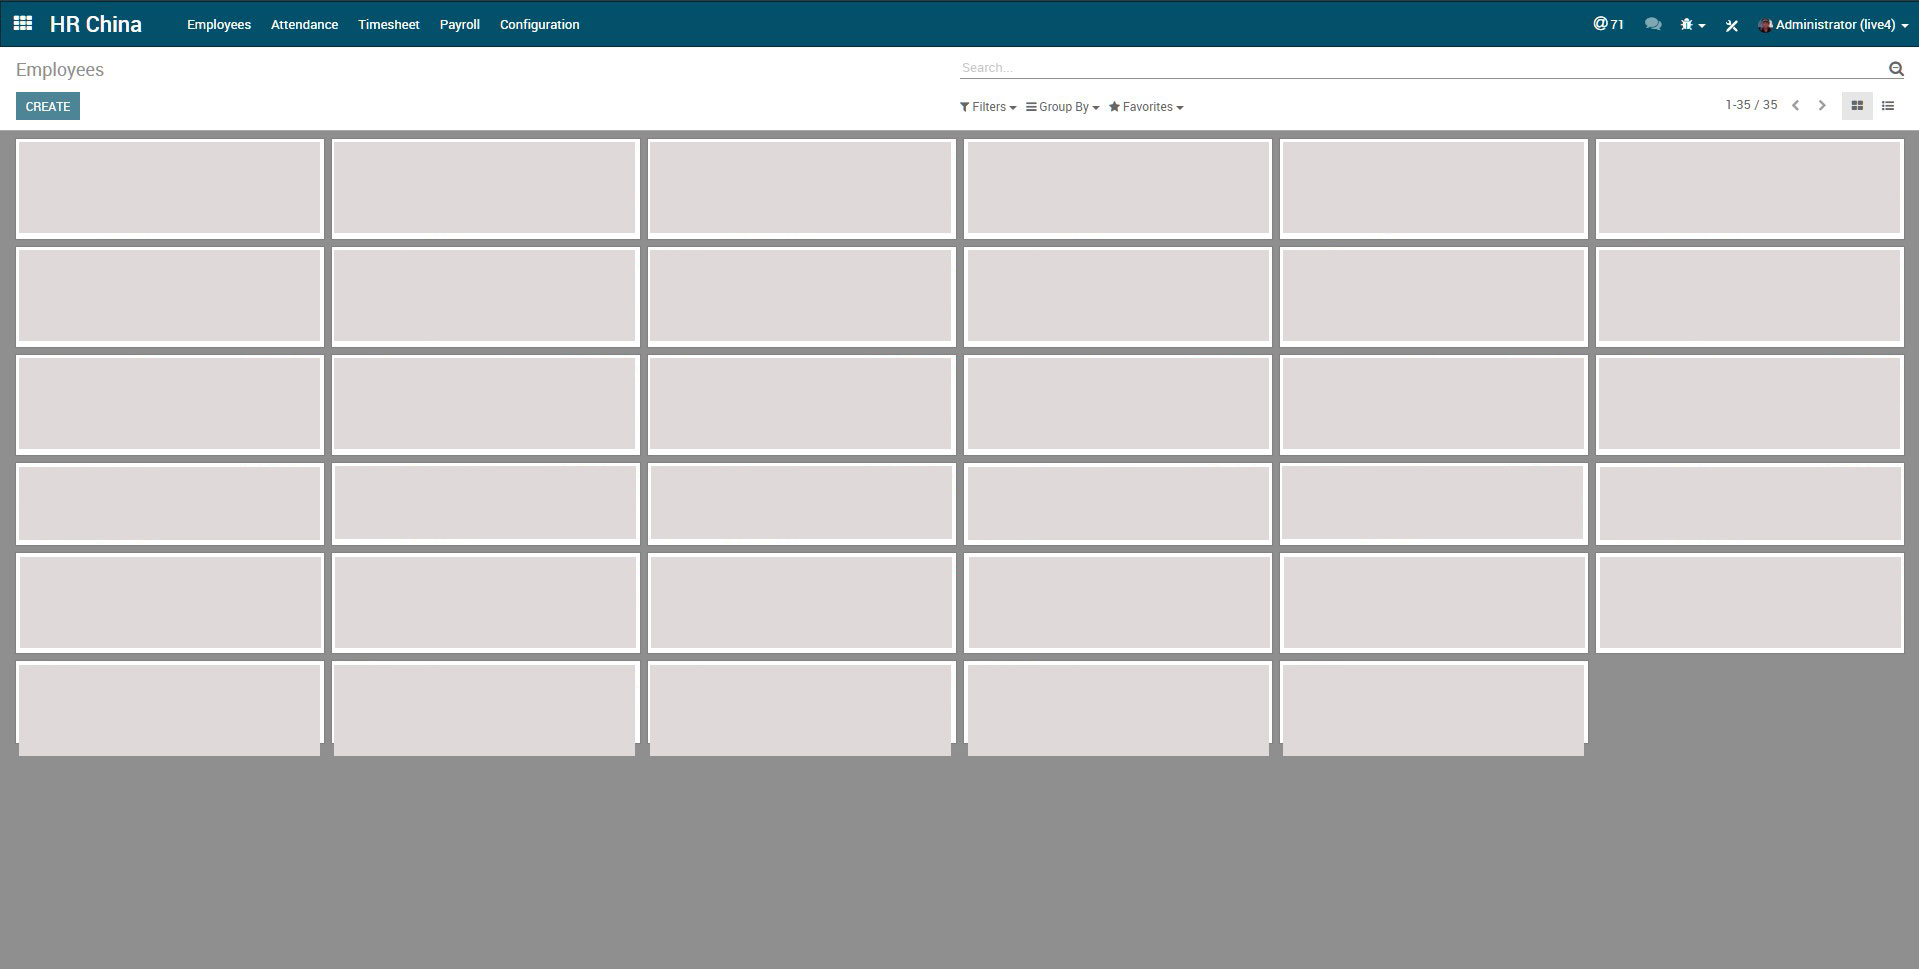 HR China Employees Attendance Timesheet Payroll Configuration @71 Administrator (live4)
Employees Search...
CREATE Filters Group By Favorites 1-35 / 35